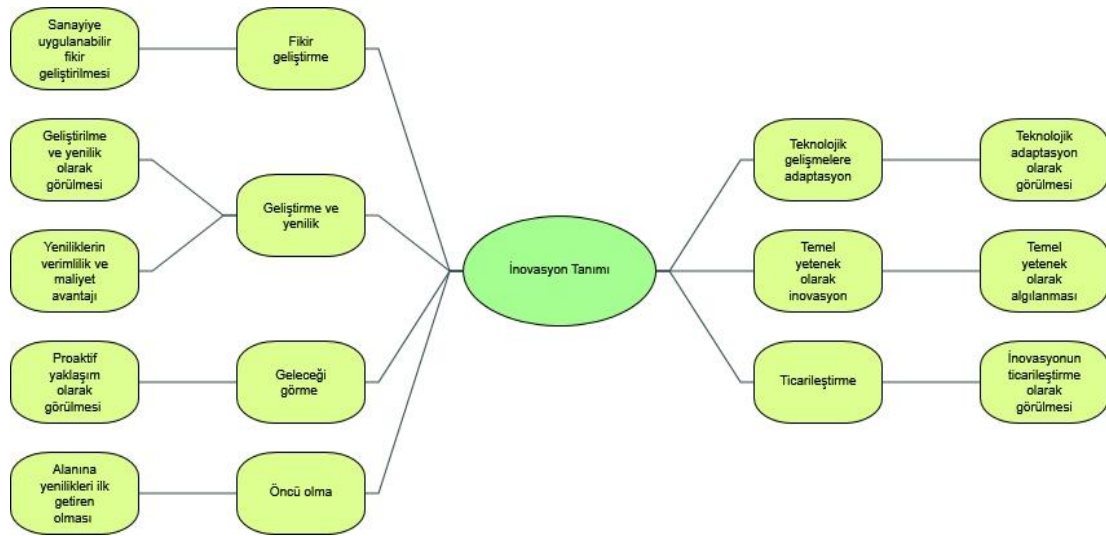 Sanayiye
uygulanabilir
fikir
geliştirilmesi
Fikir
geliştirme
Geliştirilme
ve yenilik
olarak
görülmesi
Geliştirme ve
yenilik
Yeniliklerin
verimlilik ve
maliyet
avantajı
Proaktif
yaklaşım
olarak
görülmesi
Geleceği
görme
Alanına
yenilikleri ilk
getiren
olması
Öncü olma
İnovasyon Tanımı
Teknolojik
gelişmelere
adaptasyon
Teknolojik
adaptasyon
olarak
görülmesi
Temel
yetenek
olarak
inovasyon
Temel
yetenek
olarak
algılanması
Ticarileştirme
İnovasyonun
ticarileştirme
olarak
görülmesi